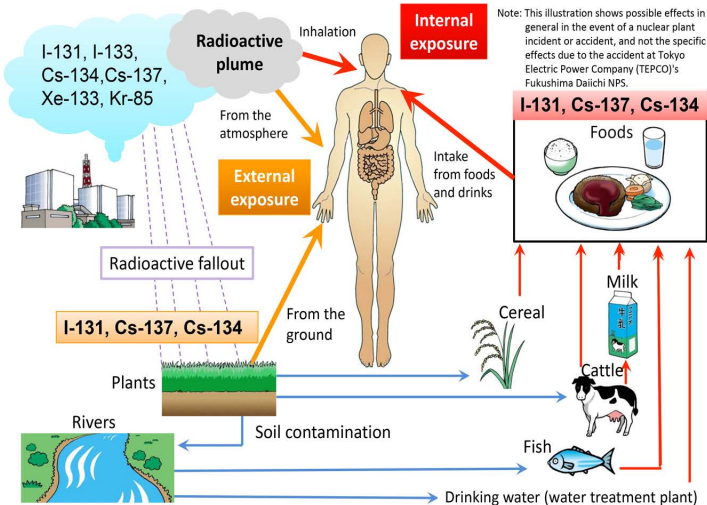 I-131, I-133,
Cs-134,Cs-137,
Xe-133, Kr-85
Radioactive
plume
Inhalation
Internal
exposure
Note: This illustration shows possible effects in
general in the event of a nuclear plant
incident or accident, and not the specific
effects due to the accident at Tokyo
Electric Power Company (TEPCO)'s
Fukushima Daiichi NPS.
I-131, Cs-137, Cs-134
Foods
From the
atmosphere
External
exposure
Intake
from foods
and drinks
Radioactive fallout
I-131, Cs-137, Cs-134
From the
ground
Cereal
Milk
牛乳
Plants
Cattle
Rivers
Soil contamination
Fish
Drinking water (water treatment plant)